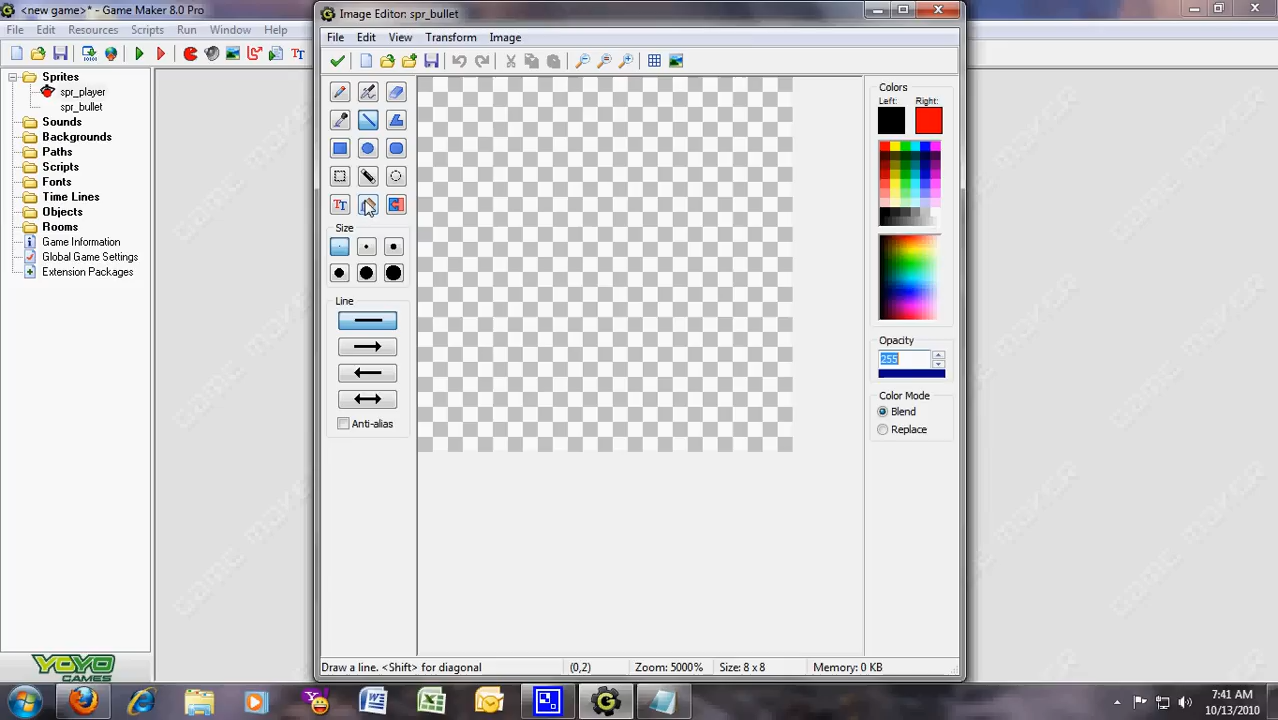 <new game>* - Game Maker 8.0 Pro
File Edit Resources Scripts Run Window Help
Sprites
spr_player
spr_bullet
Sounds
Backgrounds
Paths
Scripts
Fonts
Time Lines
Objects
Rooms
Game Information
Global Game Settings
Extension Packages
YOYO
GAMES
Image Editor: spr_bullet
File Edit View Transform Image
Size
Line
Anti-alias
Colors
Left: Right:
Opacity
255
Color Mode
Blend
Replace
Draw a line. <Shift> for diagonal (0,2) Zoom: 5000% Size: 8 x 8 Memory: 0 KB
7:41 AM
10/13/2010